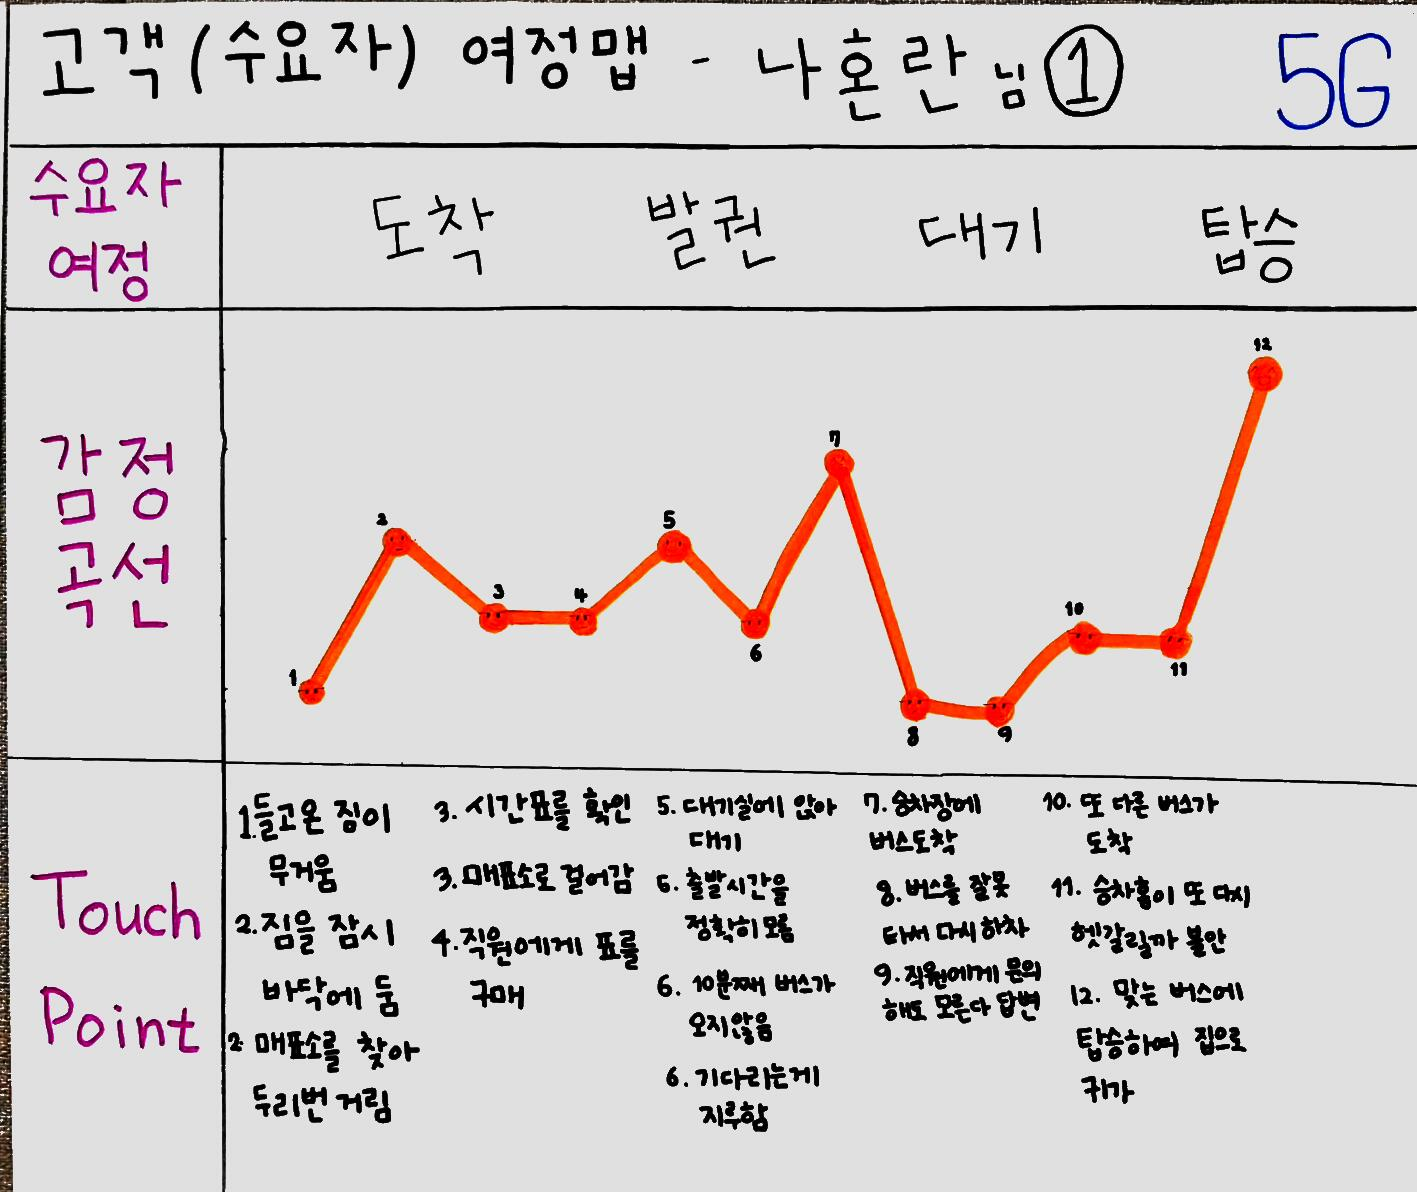 고객(수요자) 여정맵 - 나혼란님 ① 5G
수요자
여정
도착 발권 대기 탑승
감정
곡선
1
2
3
4
5
6
7
8
9
10
11
12
Touch
Point
1. 들고온 짐이
무거움
2. 짐을 잠시
바닥에 둠
2. 매표소를 찾아
두리번 거림
3. 시간표를 확인
3. 매표소로 걸어감
4. 직원에게 표를
구매
5. 대기실에 앉아
대기
6. 출발시간을
정확히 모름
6. 10분째 버스가
오지않음
6. 기다리는게
지루함
7. 승차장에
버스도착
8. 버스를 잘못
타서 다시 하차
9. 직원에게 문의
해도 모른다 답변
10. 또 다른 버스가
도착
11. 승차홈이 또 다시
헷갈릴까 불안
12. 맞는 버스에
탑승하여 집으로
귀가